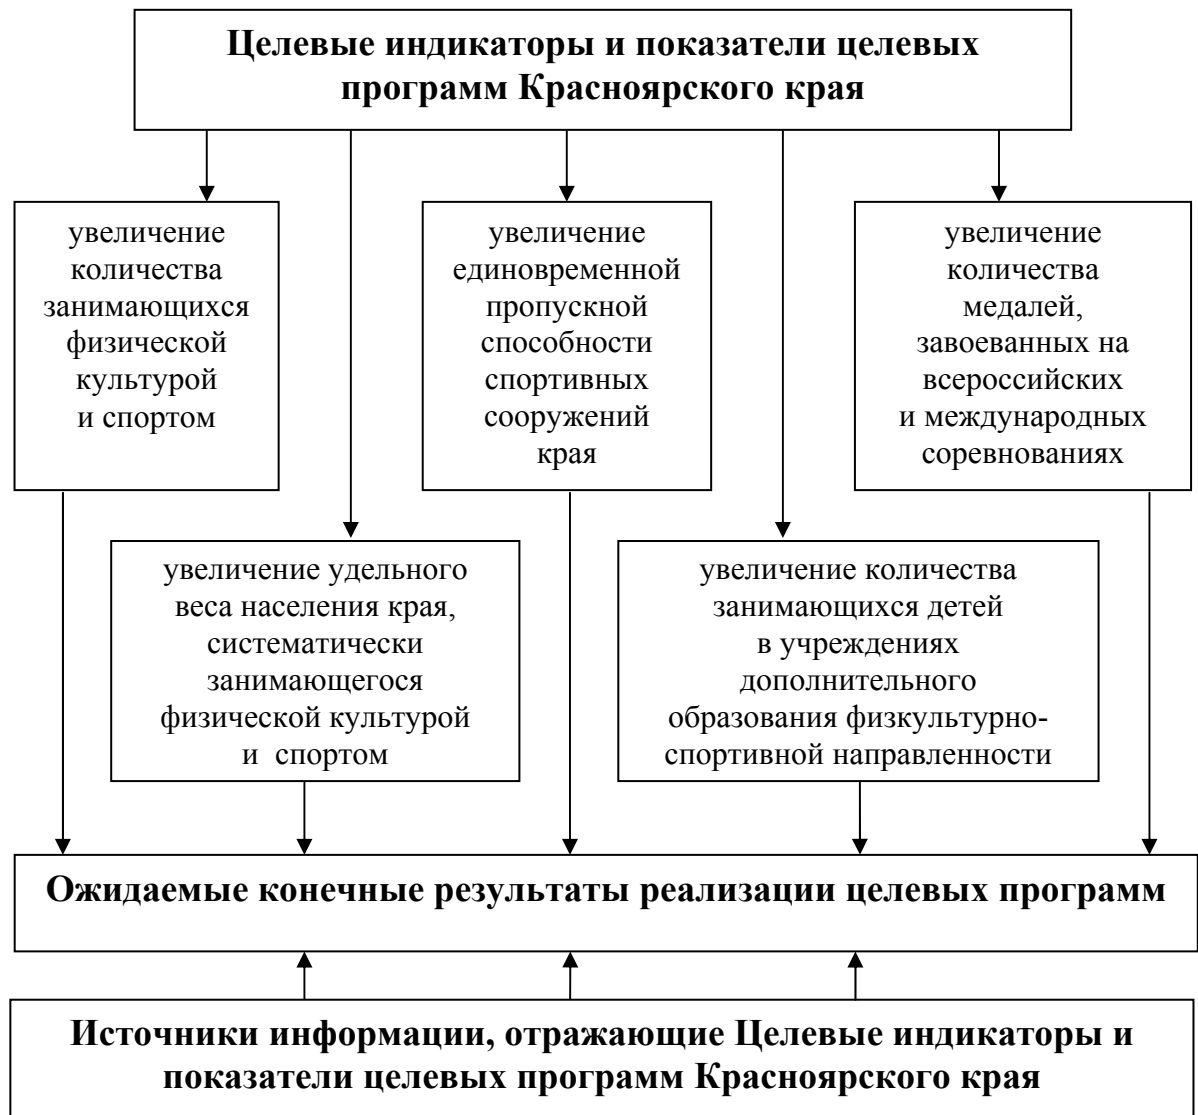 Целевые индикаторы и показатели целевых
программ Красноярского края
увеличение
количества
занимающихся
физической
культурой
и спортом
увеличение
единовременной
пропускной
способности
спортивных
сооружений
края
увеличение
количества
медалей,
завоеванных на
всероссийских
и международных
соревнованиях
увеличение удельного
веса населения края,
систематически
занимающегося
физической культурой
и спортом
увеличение количества
занимающихся детей
в учреждениях
дополнительного
образования физкультурно-
спортивной направленности
Ожидаемые конечные результаты реализации целевых программ
Источники информации, отражающие Целевые индикаторы и
показатели целевых программ Красноярского края